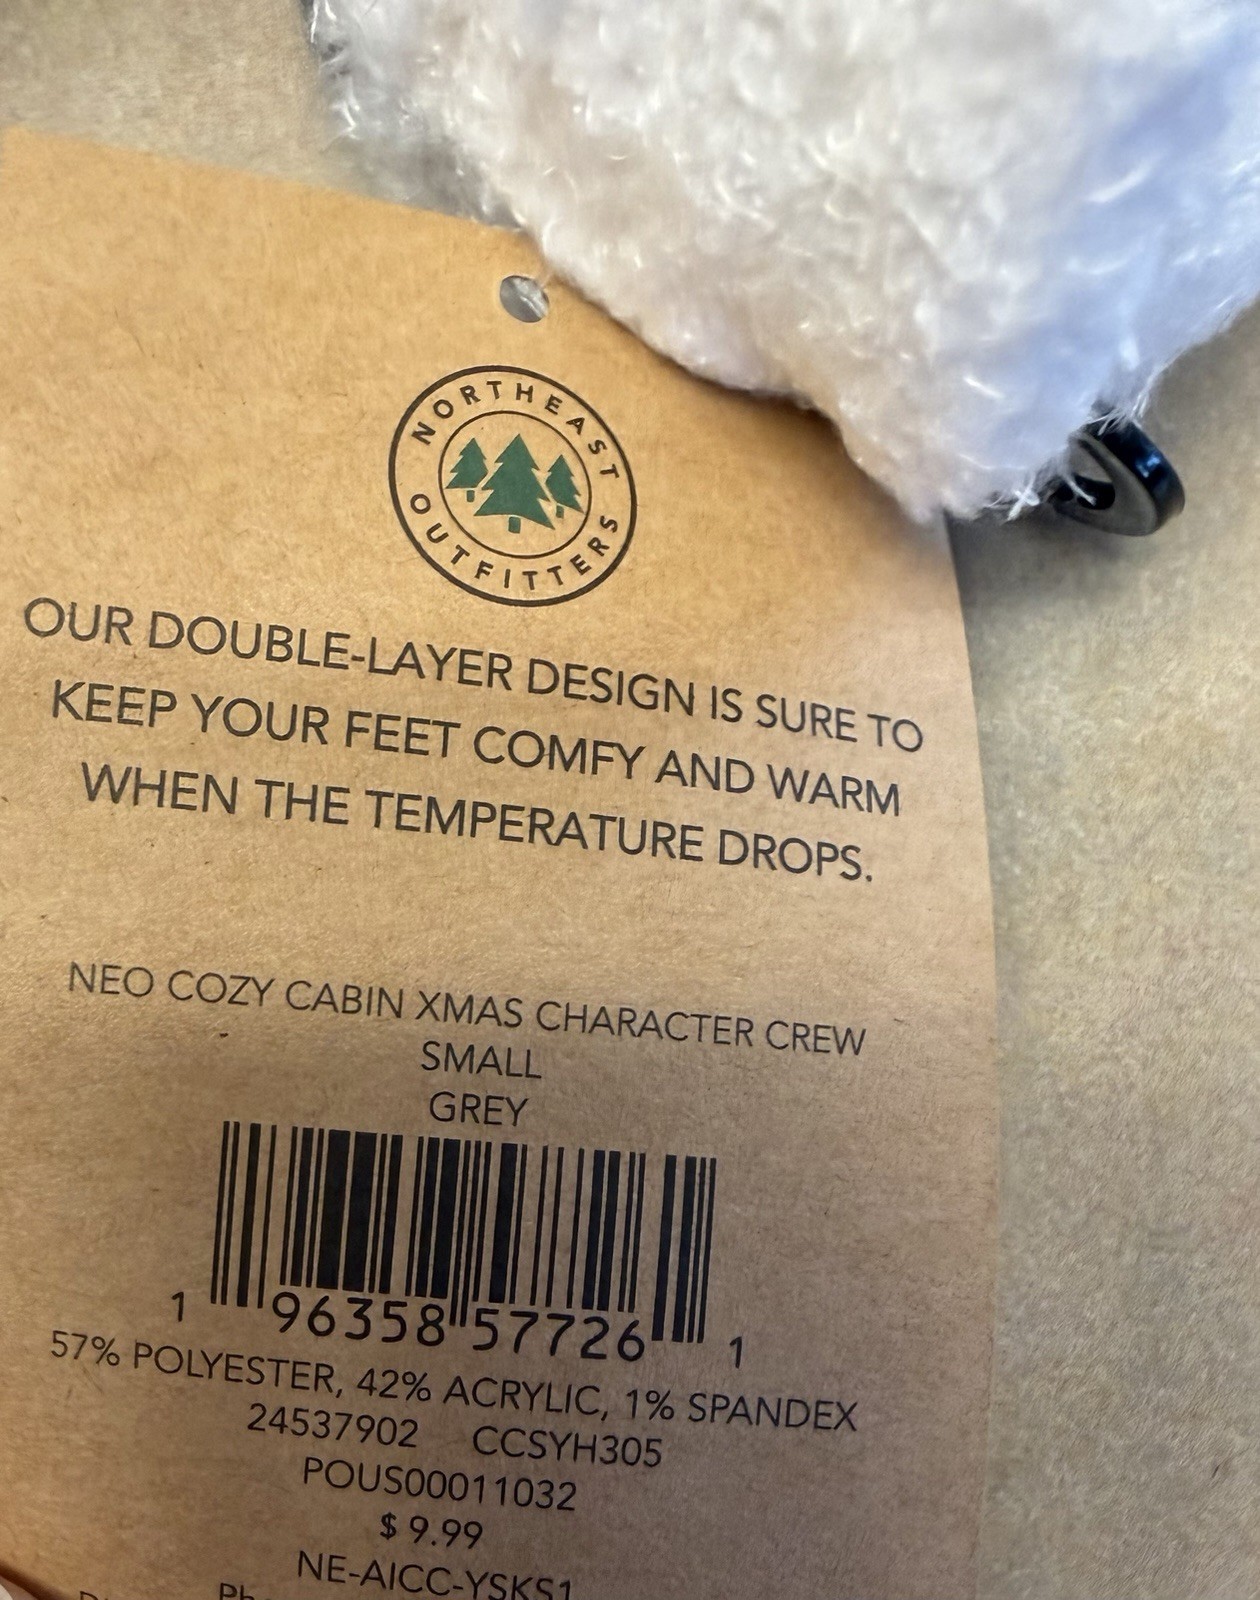 NORTHEAST
OUTFITTERS
OUR DOUBLE-LAYER DESIGN IS SURE TO
KEEP YOUR FEET COMFY AND WARM
WHEN THE TEMPERATURE DROPS.
NEO COZY CABIN XMAS CHARACTER CREW
SMALL
GREY
1 96358 57726 1
57% POLYESTER, 42% ACRYLIC, 1% SPANDEX
24537902 CCSYH305
POUS00011032
$ 9.99
NE-AICC-YSKS1